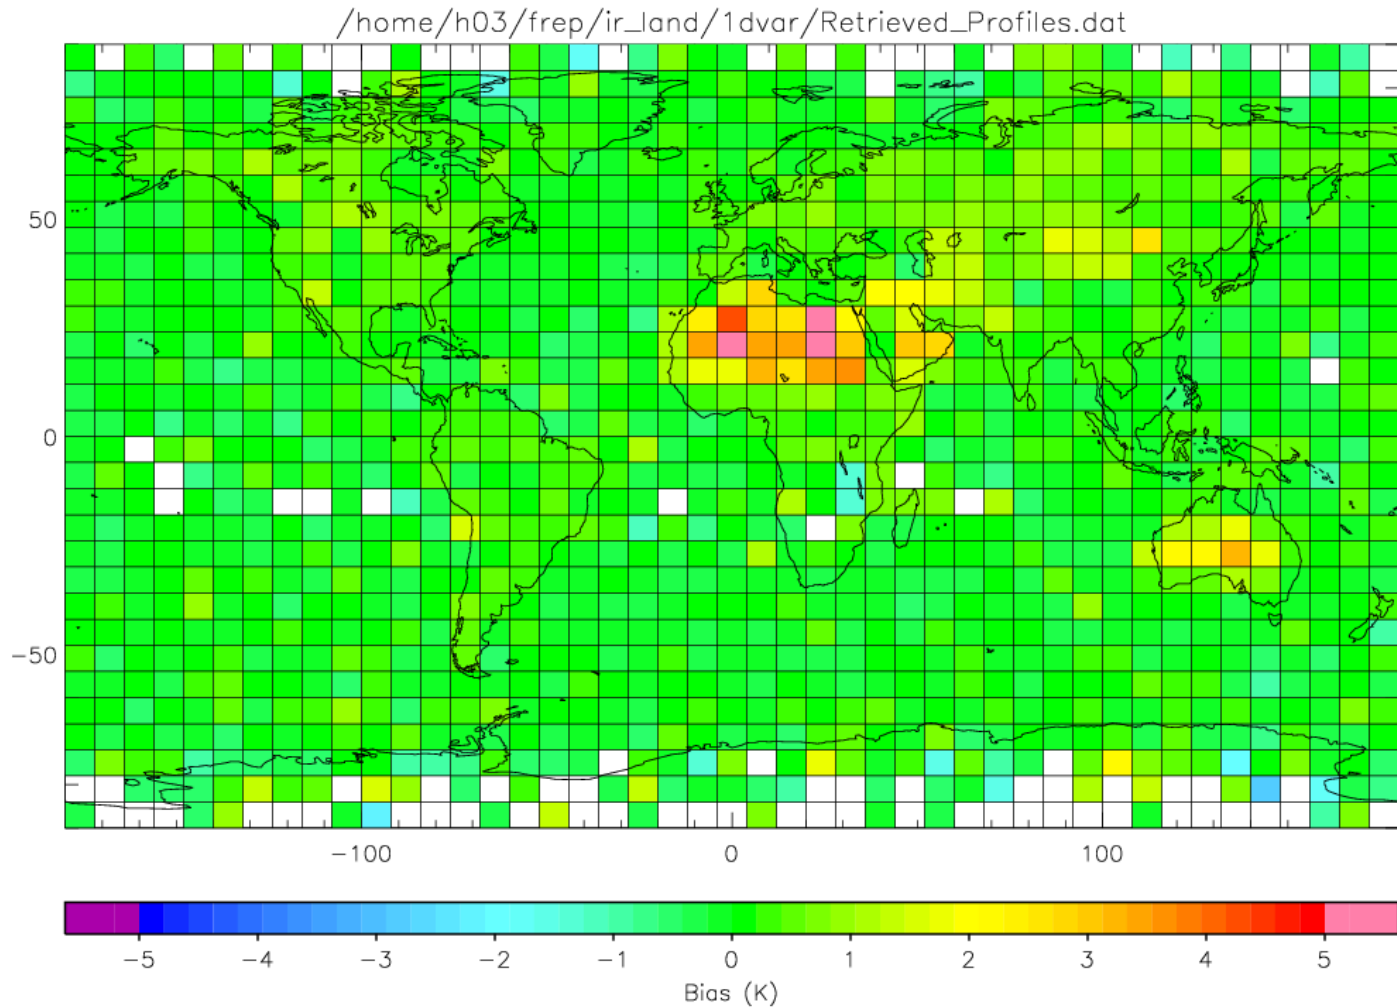 /home/h03/frep/ir_land/1dvar/Retrieved_Profiles.dat
50
0
-50
-100 0 100
-5 -4 -3 -2 -1 0 1 2 3 4 5
Bias (K)